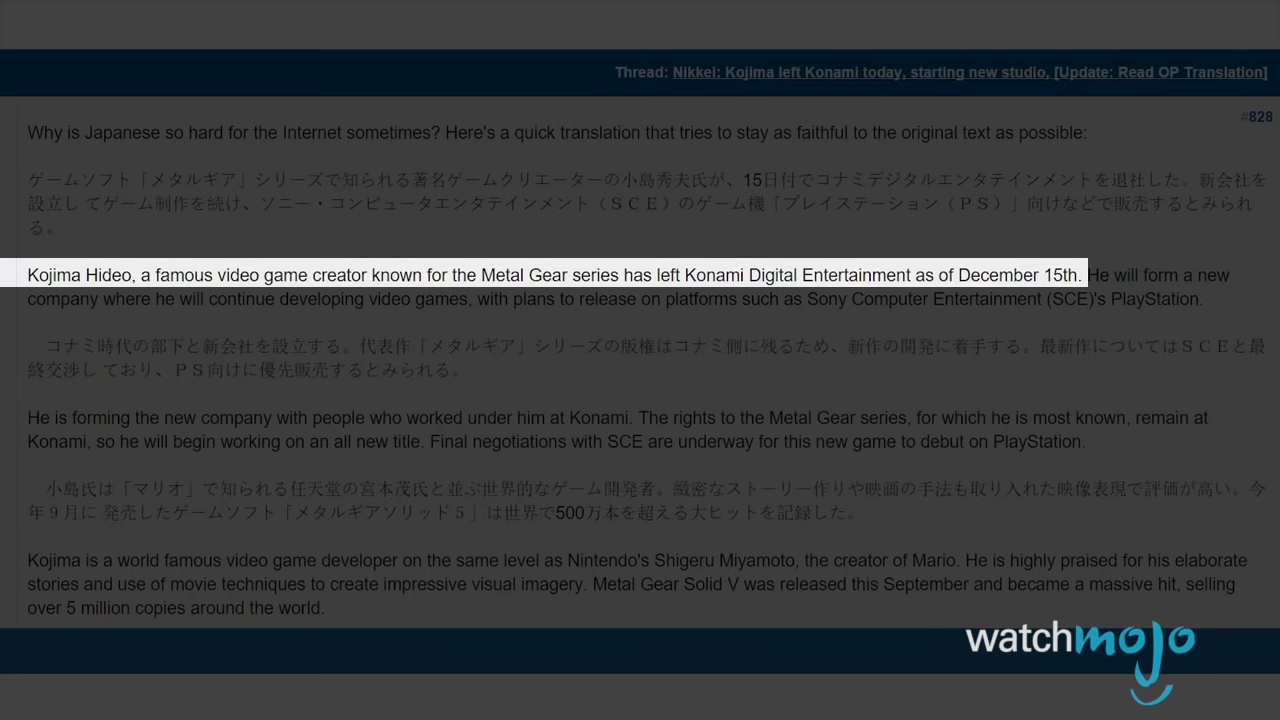 Thread: Nikkei: Kojima left Konami today, starting new studio, [Update: Read OP Translation]
#828
Why is Japanese so hard for the Internet sometimes? Here's a quick translation that tries to stay as faithful to the original text as possible:
ゲームソフト「メタルギア」シリーズで知られる著名ゲームクリエーターの小島秀夫氏が、15日付でコナミデジタルエンタテインメントを退社した。新会社を
設立し てゲーム制作を続け、ソニー・コンピュータエンタテインメント（ＳＣＥ）のゲーム機「プレイステーション（ＰＳ）」向けなどで販売するとみられ
る。
Kojima Hideo, a famous video game creator known for the Metal Gear series has left Konami Digital Entertainment as of December 15th. He will form a new
company where he will continue developing video games, with plans to release on platforms such as Sony Computer Entertainment (SCE)'s PlayStation.
コナミ時代の部下と新会社を設立する。代表作「メタルギア」シリーズの版権はコナミ側に残るため、新作の開発に着手する。最新作についてはＳＣＥと最
終交渉し ており、ＰＳ向けに優先販売するとみられる。
He is forming the new company with people who worked under him at Konami. The rights to the Metal Gear series, for which he is most known, remain at
Konami, so he will begin working on an all new title. Final negotiations with SCE are underway for this new game to debut on PlayStation.
小島氏は「マリオ」で知られる任天堂の宮本茂氏と並ぶ世界的なゲーム開発者。緻密なストーリー作りや映画の手法も取り入れた映像表現で評価が高い。今
年９月に 発売したゲームソフト「メタルギアソリッド５」は世界で500万本を超える大ヒットを記録した。
Kojima is a world famous video game developer on the same level as Nintendo's Shigeru Miyamoto, the creator of Mario. He is highly praised for his elaborate
stories and use of movie techniques to create impressive visual imagery. Metal Gear Solid V was released this September and became a massive hit, selling
over 5 million copies around the world.
watchmojo